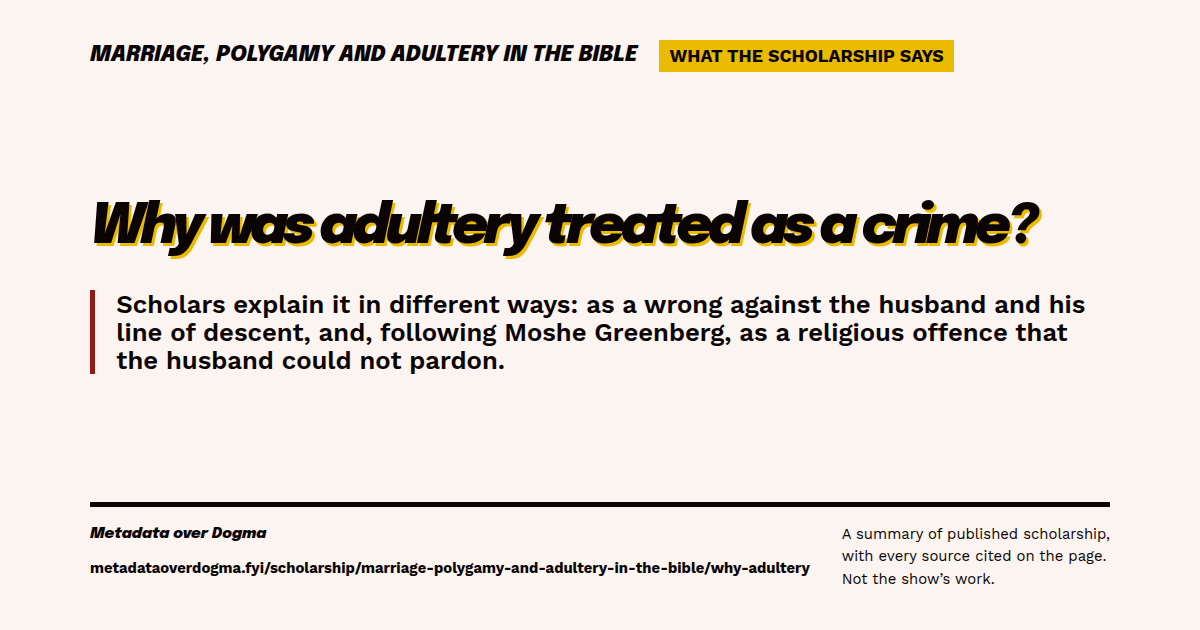 MARRIAGE, POLYGAMY AND ADULTERY IN THE BIBLE
WHAT THE SCHOLARSHIP SAYS
Why was adultery treated as a crime?
Scholars explain it in different ways: as a wrong against the husband and his
line of descent, and, following Moshe Greenberg, as a religious offence that
the husband could not pardon.
Metadata over Dogma
metadataoverdogma.fyi/scholarship/marriage-polygamy-and-adultery-in-the-bible/why-adultery
A summary of published scholarship,
with every source cited on the page.
Not the show’s work.